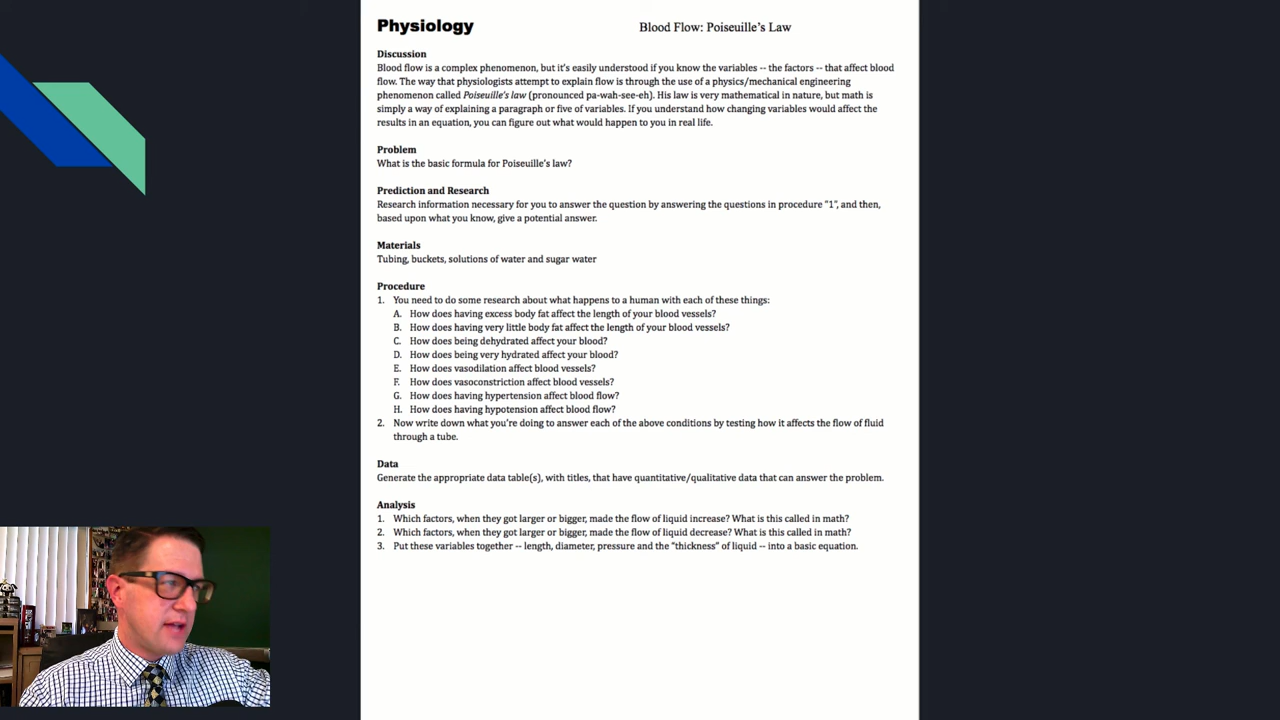 Physiology
Blood Flow: Poiseuille's Law
Discussion
Blood flow is a complex phenomenon, but it's easily understood if you know the variables -- the factors -- that affect blood
flow. The way that physiologists attempt to explain flow is through the use of a physics/mechanical engineering
phenomenon called Poiseuille's law (pronounced pa-wah-see-eh). His law is very mathematical in nature, but math is
simply a way of explaining a paragraph or five of variables. If you understand how changing variables would affect the
results in an equation, you can figure out what would happen to you in real life.
Problem
What is the basic formula for Poiseuille's law?
Prediction and Research
Research information necessary for you to answer the question by answering the questions in procedure "1", and then,
based upon what you know, give a potential answer.
Materials
Tubing, buckets, solutions of water and sugar water
Procedure
1. You need to do some research about what happens to a human with each of these things:
A. How does having excess body fat affect the length of your blood vessels?
B. How does having very little body fat affect the length of your blood vessels?
C. How does being dehydrated affect your blood?
D. How does being very hydrated affect your blood?
E. How does vasodilation affect blood vessels?
F. How does vasoconstriction affect blood vessels?
G. How does having hypertension affect blood flow?
H. How does having hypotension affect blood flow?
2. Now write down what you're doing to answer each of the above conditions by testing how it affects the flow of fluid
through a tube.
Data
Generate the appropriate data table(s), with titles, that have quantitative/qualitative data that can answer the problem.
Analysis
1. Which factors, when they got larger or bigger, made the flow of liquid increase? What is this called in math?
2. Which factors, when they got larger or bigger, made the flow of liquid decrease? What is this called in math?
3. Put these variables together -- length, diameter, pressure and the "thickness" of liquid -- into a basic equation.